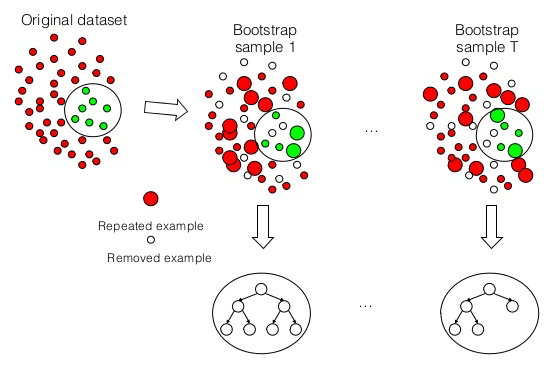 Original dataset
Bootstrap
sample 1
Bootstrap
sample T
...
Repeated example
Removed example
...